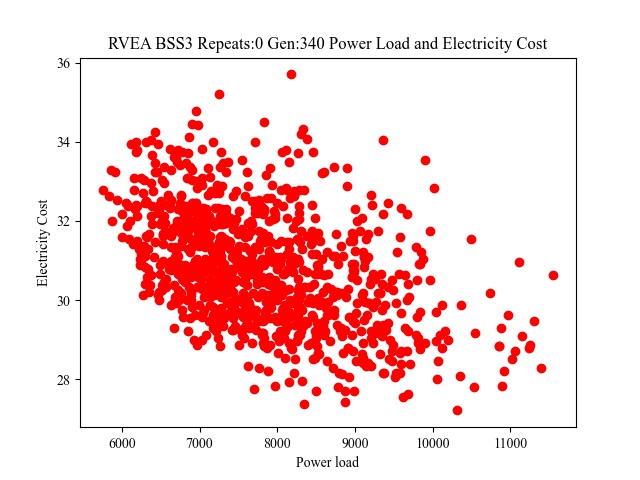 RVEA BSS3 Repeats:0 Gen:340 Power Load and Electricity Cost
36
34
32
30
28
Electricity Cost
6000 7000 8000 9000 10000 11000
Power load